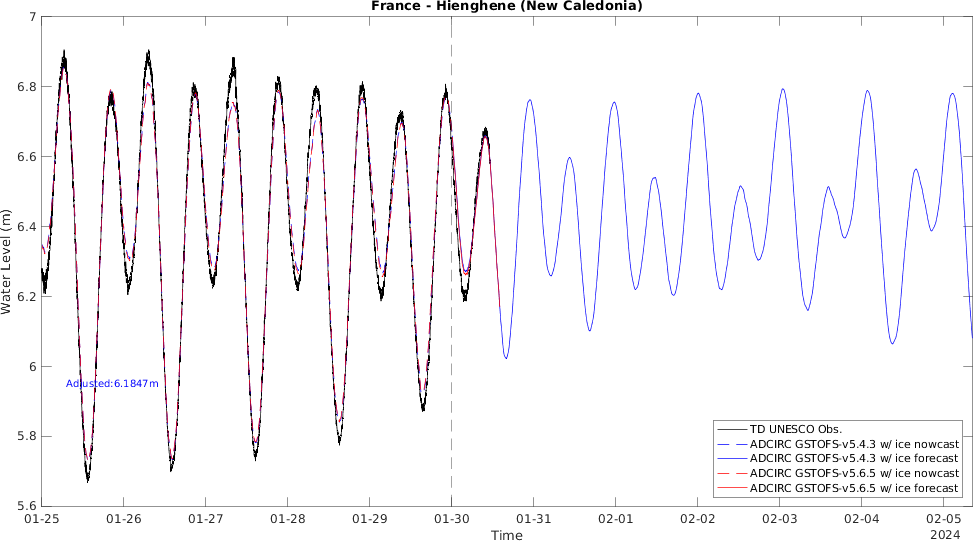 France - Hienghene (New Caledonia)
7
6.8
6.6
6.4
6.2
6
5.8
5.6
Water Level (m)
Adjusted:6.1847m
TD UNESCO Obs.
ADCIRC GSTOFS-v5.4.3 w/ ice nowcast
ADCIRC GSTOFS-v5.4.3 w/ ice forecast
ADCIRC GSTOFS-v5.6.5 w/ ice nowcast
ADCIRC GSTOFS-v5.6.5 w/ ice forecast
01-25 01-26 01-27 01-28 01-29 01-30 01-31 02-01 02-02 02-03 02-04 02-05
Time 2024